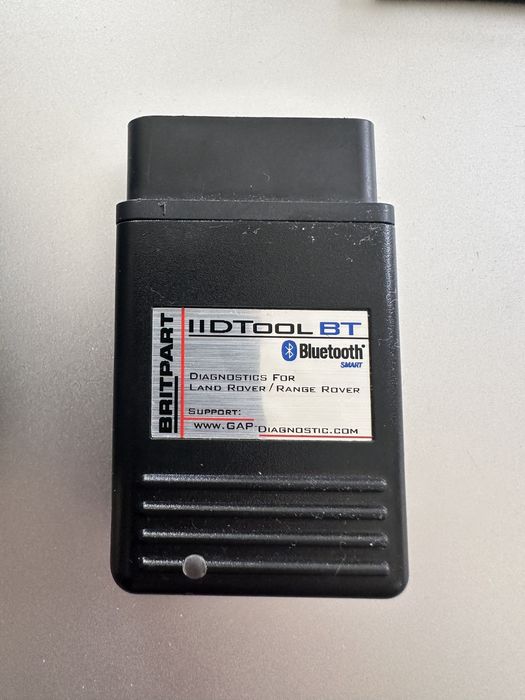 BRITPART
IIDTOOL BT
Bluetooth
SMART
DIAGNOSTICS FOR
LAND ROVER / RANGE ROVER
SUPPORT:
WWW.GAP-DIAGNOSTIC.COM